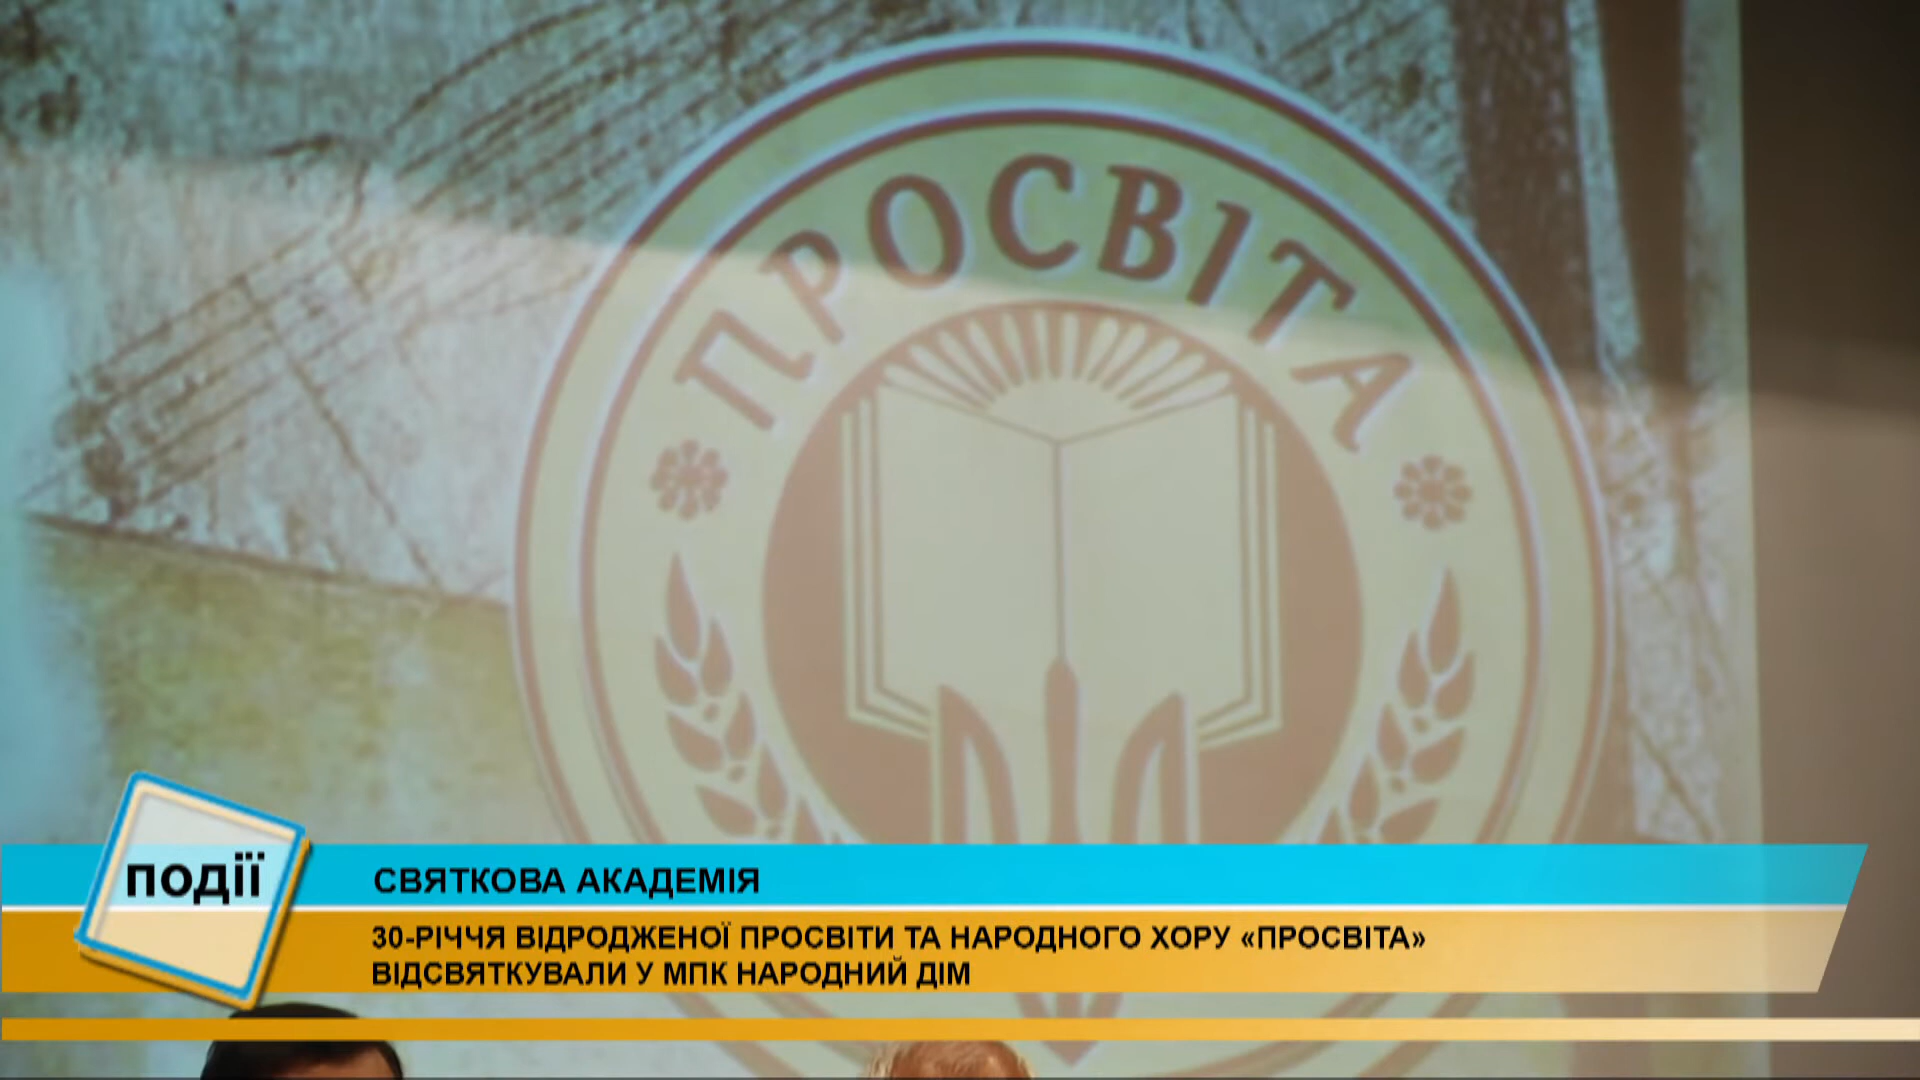 ПРОСВІТА
події
СВЯТКОВА АКАДЕМІЯ
30-РІЧЧЯ ВІДРОДЖЕНОЇ ПРОСВІТИ ТА НАРОДНОГО ХОРУ «ПРОСВІТА»
ВІДСВЯТКУВАЛИ У МПК НАРОДНИЙ ДІМ